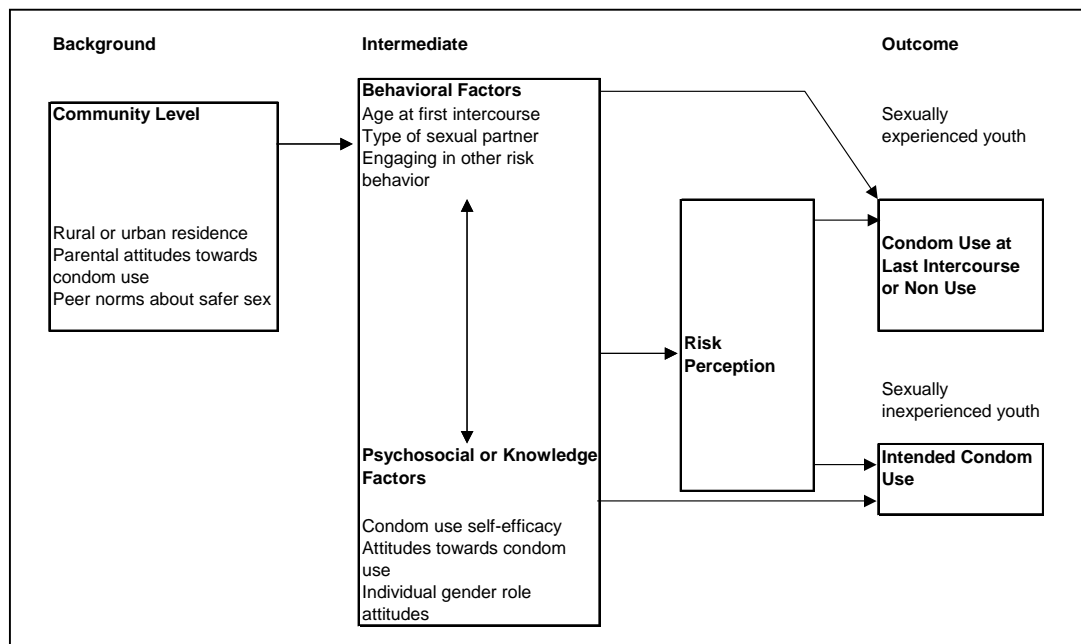 Background
Intermediate
Outcome
Community Level
Rural or urban residence
Parental attitudes towards
condom use
Peer norms about safer sex
Behavioral Factors
Age at first intercourse
Type of sexual partner
Engaging in other risk
behavior
Psychosocial or Knowledge
Factors
Condom use self-efficacy
Attitudes towards condom
use
Individual gender role
attitudes
Risk
Perception
Sexually
experienced youth
Condom Use at
Last Intercourse
or Non Use
Sexually
inexperienced youth
Intended Condom
Use